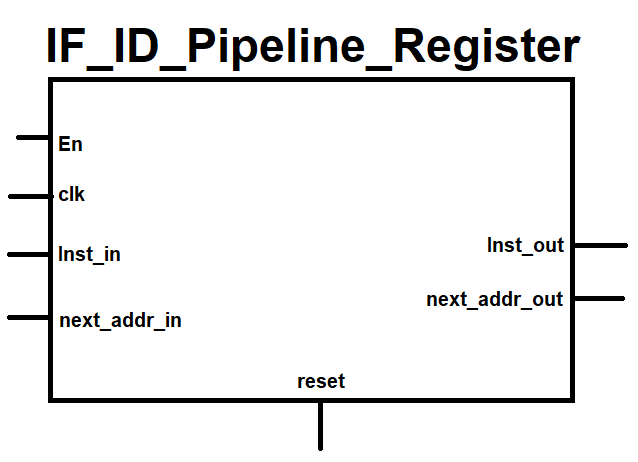 IF_ID_Pipeline_Register
En
clk
Inst_in
Inst_out
next_addr_out
next_addr_in
reset